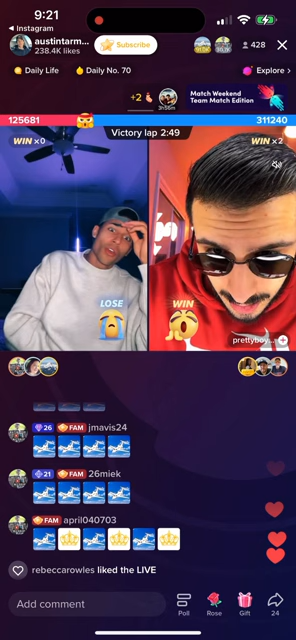 9:21
Instagram
austintarm...
238.4K likes
Subscribe
428
Daily Life
Daily No. 70
Explore >
+2
3h56m
Match Weekend
Team Match Edition
125681
311240
Victory lap 2:49
WIN x0
WIN x2
LOSE
WIN
prettyboy...
26 FAM jmavis24
21 FAM 26miek
FAM april040703
rebeccarowles liked the LIVE
Add comment
Poll
Rose
Gift
24